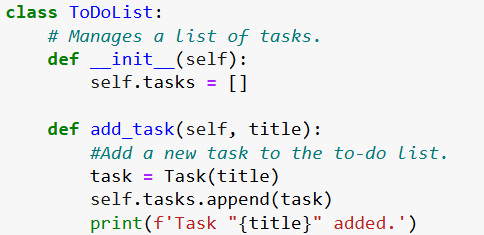 class ToDoList:
    # Manages a list of tasks.
    def __init__(self):
        self.tasks = []

    def add_task(self, title):
        #Add a new task to the to-do list.
        task = Task(title)
        self.tasks.append(task)
        print(f'Task "{title}" added.')